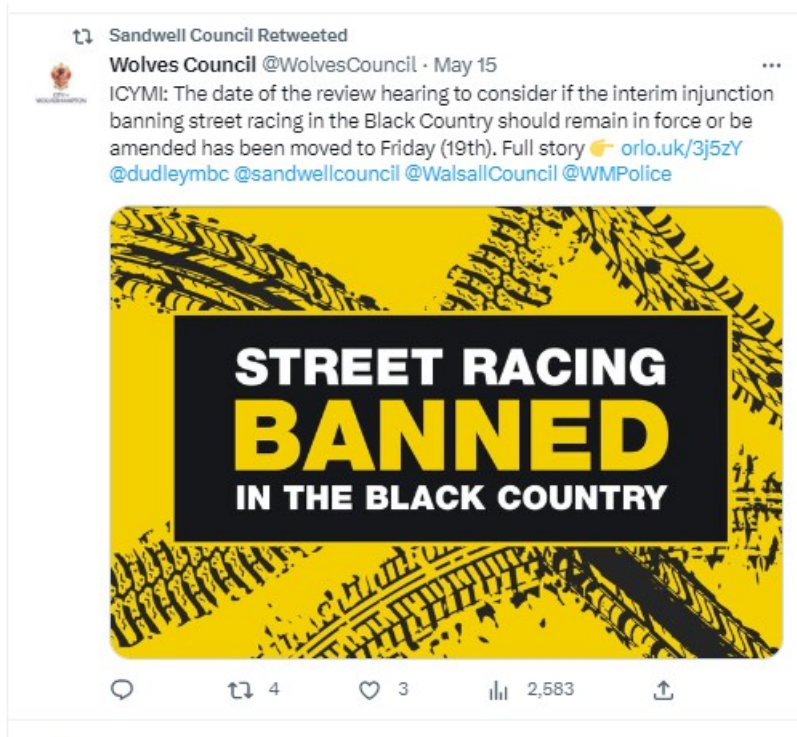 Sandwell Council Retweeted
Wolves Council @WolvesCouncil · May 15
ICYMI: The date of the review hearing to consider if the interim injunction
banning street racing in the Black Country should remain in force or be
amended has been moved to Friday (19th). Full story 👉 orlo.uk/3j5zY
@dudleymbc @sandwellcouncil @WalsallCouncil @WMPolice
STREET RACING
BANNED
IN THE BLACK COUNTRY
4 3 2,583